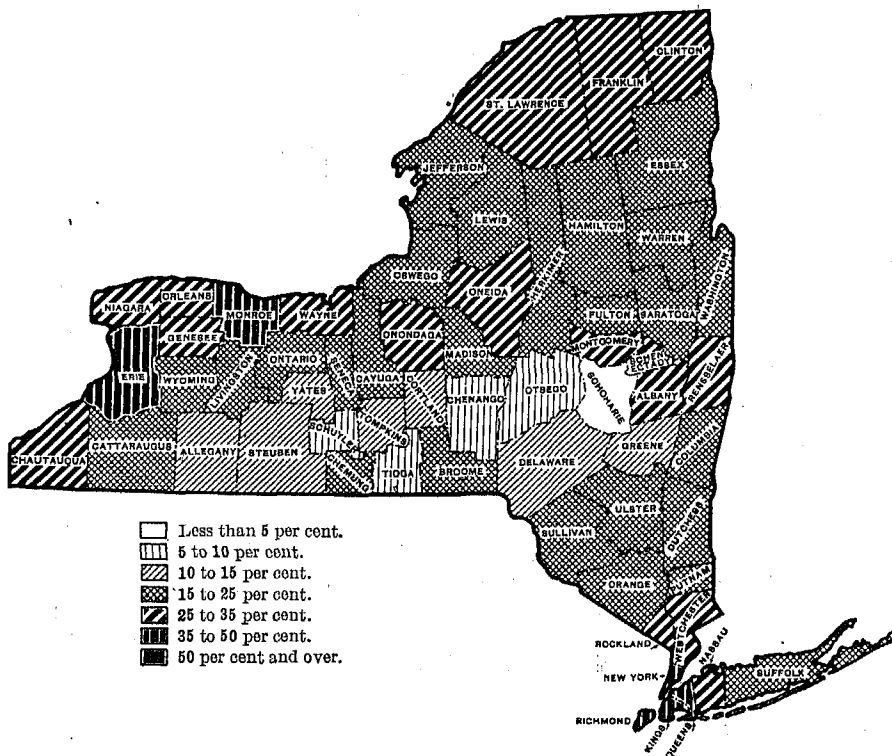 CLINTON
FRANKLIN
ST. LAWRENCE
JEFFERSON
ESSEX
LEWIS
HAMILTON
WARREN
WASHINGTON
OSWEGO
ONEIDA
HERKIMER
FULTON
SARATOGA
NIAGARA
ORLEANS
MONROE
WAYNE
GENESEE
ONONDAGA
MADISON
MONTGOMERY
SCHENECTADY
RENSSELAER
ERIE
WYOMING
LIVINGSTON
ONTARIO
YATES
SENECA
CAYUGA
CORTLAND
CHENANGO
OTSEGO
SCHOHARIE
ALBANY
CHAUTAUQUA
CATTARAUGUS
ALLEGANY
STEUBEN
SCHUYLER
TOMPKINS
CHEMUNG
TIOGA
BROOME
DELAWARE
GREENE
COLUMBIA
ULSTER
SULLIVAN
DUTCHESS
ORANGE
PUTNAM
WESTCHESTER
ROCKLAND
NASSAU
NEW YORK
SUFFOLK
RICHMOND
KINGS
QUEENS
Less than 5 per cent.
5 to 10 per cent.
10 to 15 per cent.
15 to 25 per cent.
25 to 35 per cent.
35 to 50 per cent.
50 per cent and over.